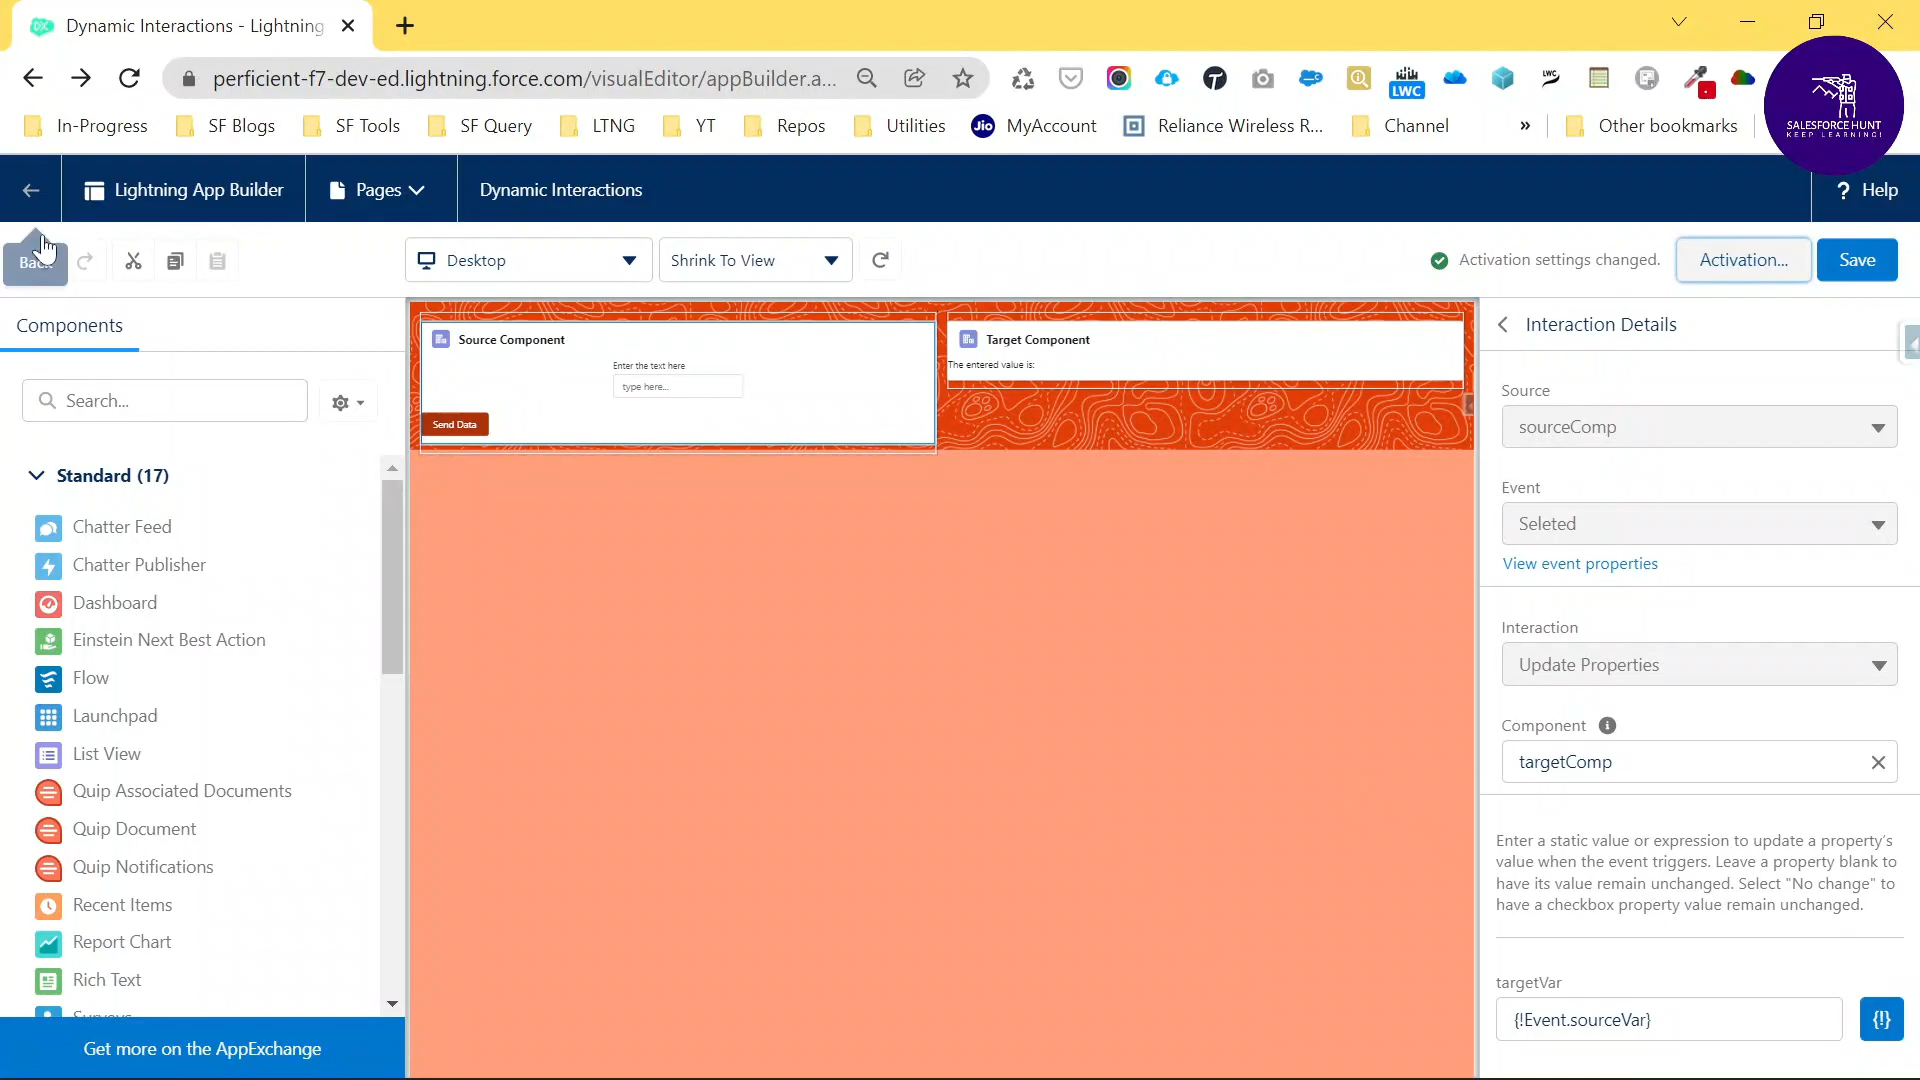 Dynamic Interactions - Lightning
perficient-f7-dev-ed.lightning.force.com/visualEditor/appBuilder.a...
LWC
LWC
In-Progress
SF Blogs
SF Tools
SF Query
LTNG
YT
Repos
Utilities
Jio
MyAccount
Reliance Wireless R...
Channel
»
Other bookmarks
SALESFORCE HUNT
KEEP LEARNING!
Lightning App Builder
Pages
Dynamic Interactions
? Help
Back
Desktop
Shrink To View
Activation settings changed.
Activation...
Save
Components
Search...
Standard (17)
Chatter Feed
Chatter Publisher
Dashboard
Einstein Next Best Action
Flow
Launchpad
List View
Quip Associated Documents
Quip Document
Quip Notifications
Recent Items
Report Chart
Rich Text
Surveys
Get more on the AppExchange
Source Component
Enter the text here
type here...
Send Data
Target Component
The entered value is:
Interaction Details
Source
sourceComp
Event
Seleted
View event properties
Interaction
Update Properties
Component
targetComp
Enter a static value or expression to update a property's
value when the event triggers. Leave a property blank to
have its value remain unchanged. Select "No change" to
have a checkbox property value remain unchanged.
targetVar
{!Event.sourceVar}
{!}